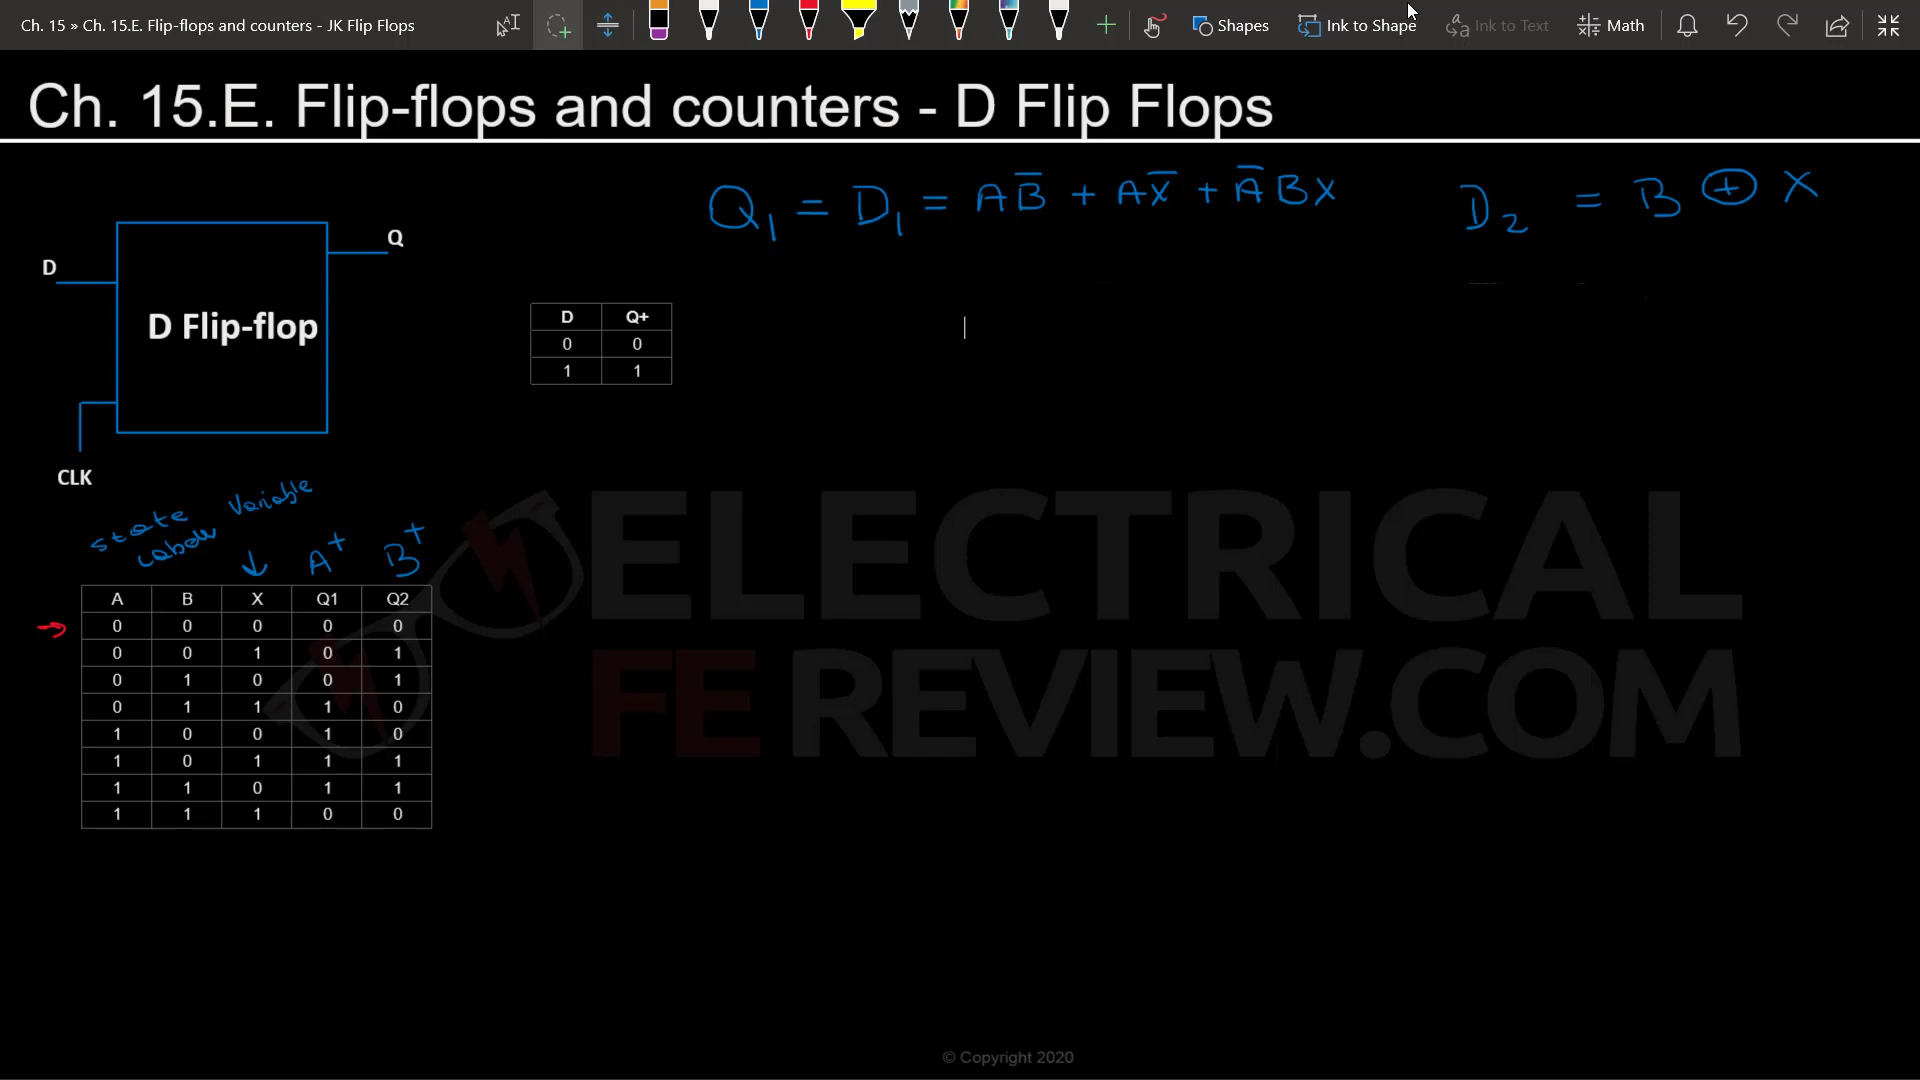 Ch. 15 » Ch. 15.E. Flip-flops and counters - JK Flip Flops
Shapes
Ink to Shape
Ink to Text
Math
Ch. 15.E. Flip-flops and counters - D Flip Flops
Q₁ = D₁ = AB̅ + AX̅ + A̅BX
D₂ = B ⊕ X
D
Q
D Flip-flop
CLK
D Q+
0 0
1 1
state Variable
A⁺ B⁺
A B X Q1 Q2
0 0 0 0 0
0 0 1 0 1
0 1 0 0 1
0 1 1 1 0
1 0 0 1 0
1 0 1 1 1
1 1 0 1 1
1 1 1 0 0
ELECTRICAL
FE REVIEW.COM
© Copyright 2020